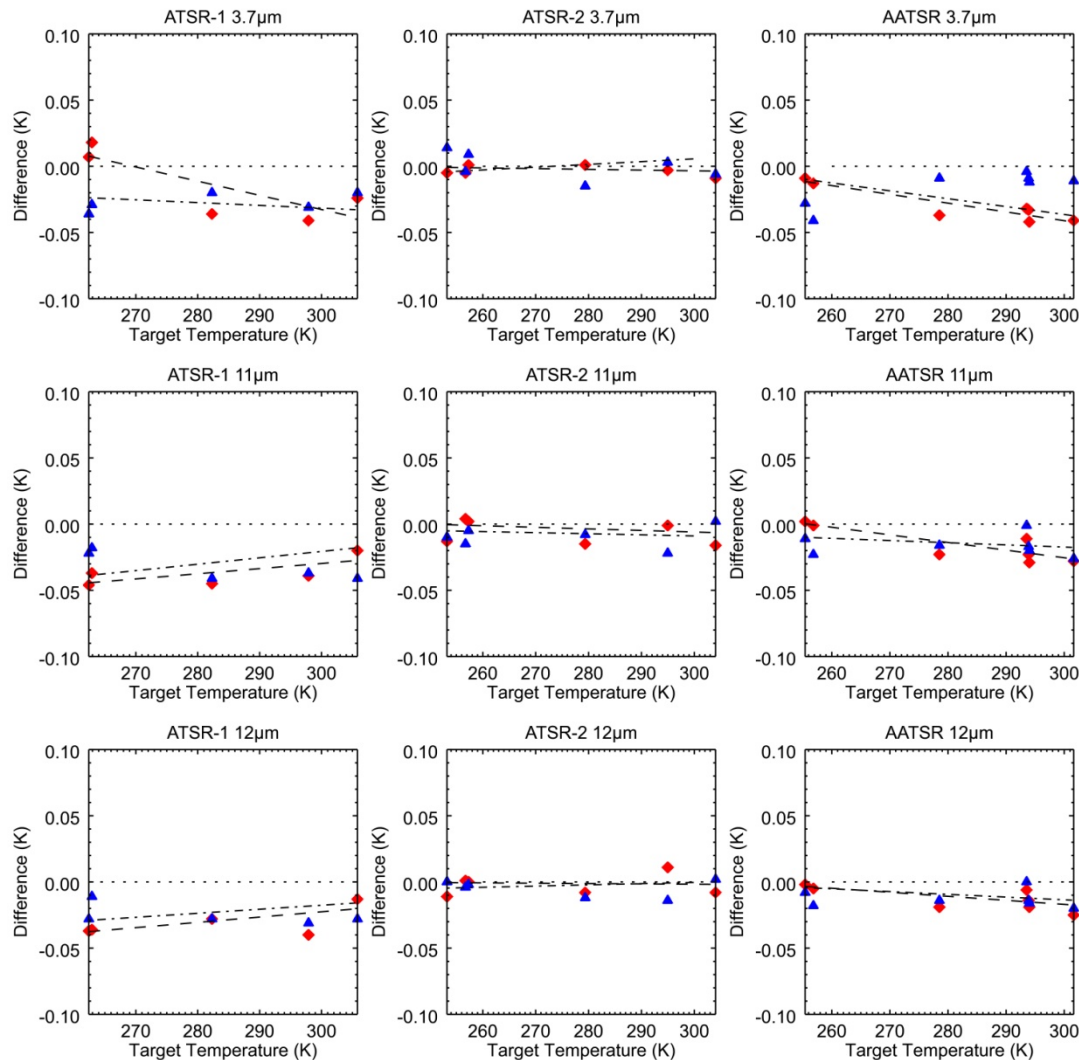 ATSR-1 3.7µm ATSR-2 3.7µm AATSR 3.7µm
0.10 0.10 0.10
0.05 0.05 0.05
0.00 0.00 0.00
-0.05 -0.05 -0.05
-0.10 -0.10 -0.10
Difference (K) Difference (K) Difference (K)
270 280 290 300 260 270 280 290 300 260 270 280 290 300
Target Temperature (K) Target Temperature (K) Target Temperature (K)
ATSR-1 11µm ATSR-2 11µm AATSR 11µm
0.10 0.10 0.10
0.05 0.05 0.05
0.00 0.00 0.00
-0.05 -0.05 -0.05
-0.10 -0.10 -0.10
Difference (K) Difference (K) Difference (K)
270 280 290 300 260 270 280 290 300 260 270 280 290 300
Target Temperature (K) Target Temperature (K) Target Temperature (K)
ATSR-1 12µm ATSR-2 12µm AATSR 12µm
0.10 0.10 0.10
0.05 0.05 0.05
0.00 0.00 0.00
-0.05 -0.05 -0.05
-0.10 -0.10 -0.10
Difference (K) Difference (K) Difference (K)
270 280 290 300 260 270 280 290 300 260 270 280 290 300
Target Temperature (K) Target Temperature (K) Target Temperature (K)